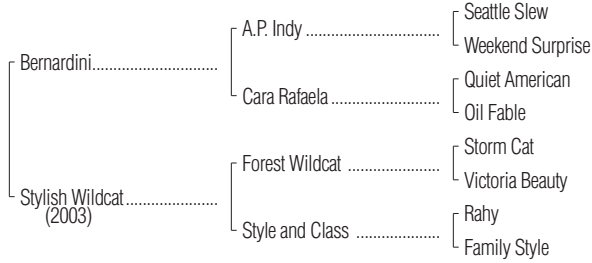 Seattle Slew
A.P. Indy ................................
Weekend Surprise
Bernardini..............................
Quiet American
Cara Rafaela ..........................
Oil Fable
Storm Cat
Forest Wildcat ......................
Victoria Beauty
Stylish Wildcat ......................
(2003)
Rahy
Style and Class ....................
Family Style